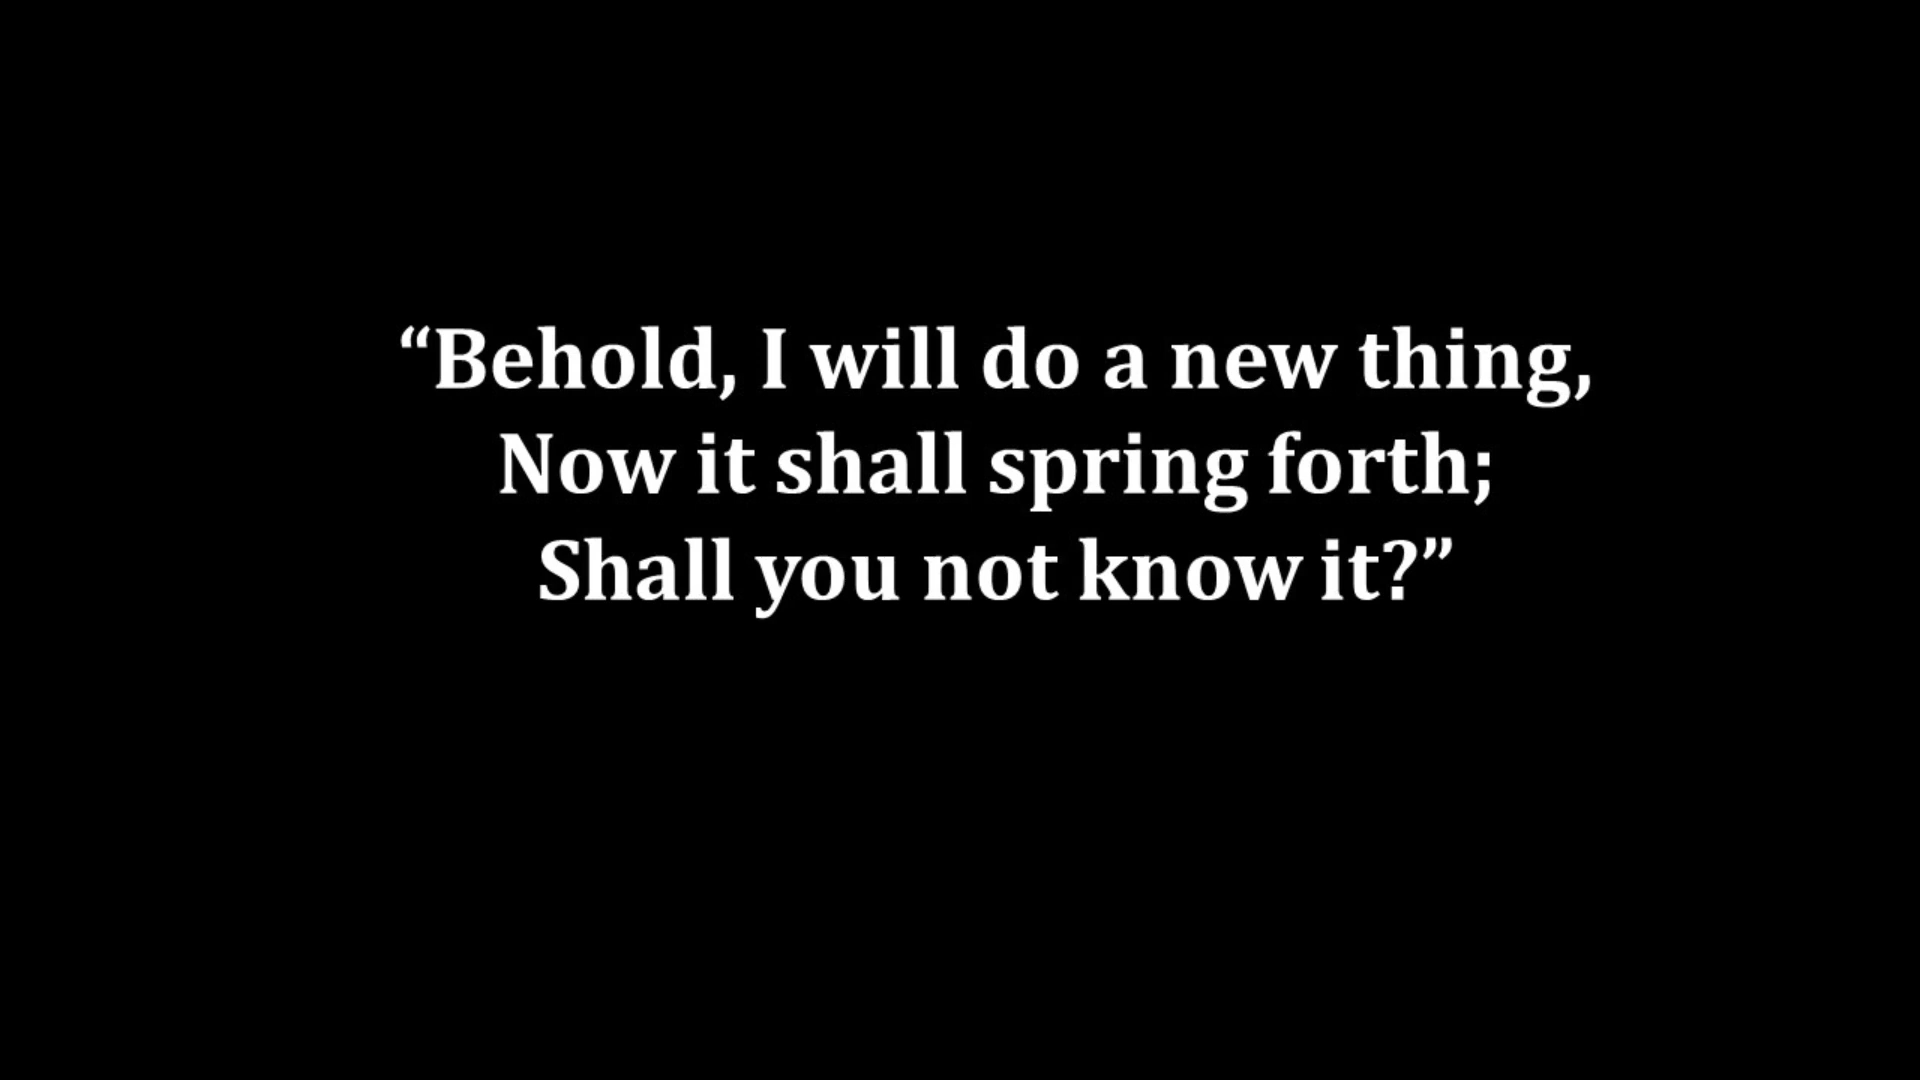 “Behold, I will do a new thing,
Now it shall spring forth;
Shall you not know it?”